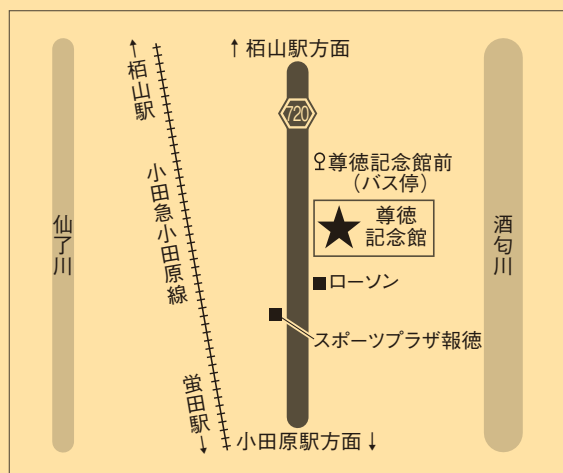 ↑栢山駅方面
←栢山駅
720
尊徳記念館前
（バス停）
尊徳
記念館
小田急小田原線
仙了川
酒匂川
ローソン
スポーツプラザ報徳
蛍田駅→
小田原駅方面↓